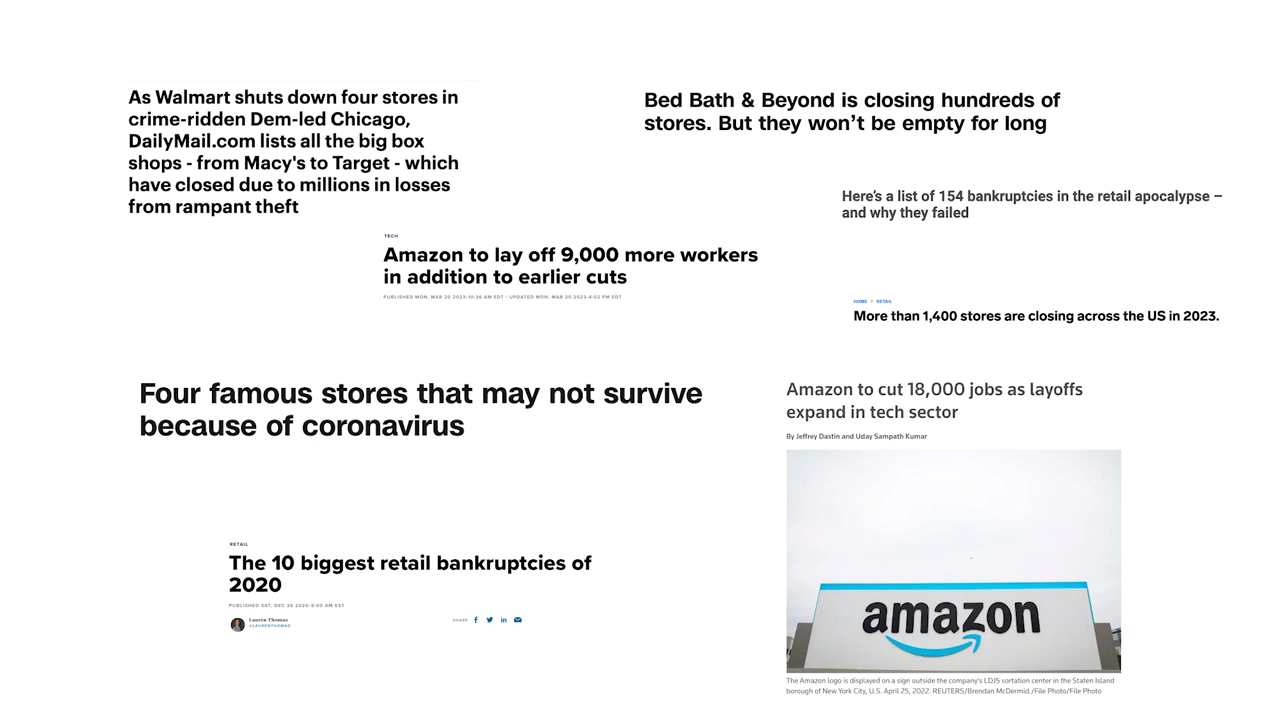 As Walmart shuts down four stores in
crime-ridden Dem-led Chicago,
DailyMail.com lists all the big box
shops - from Macy's to Target - which
have closed due to millions in losses
from rampant theft
Bed Bath & Beyond is closing hundreds of
stores. But they won't be empty for long
Here's a list of 154 bankruptcies in the retail apocalypse –
and why they failed
TECH
Amazon to lay off 9,000 more workers
in addition to earlier cuts
PUBLISHED MON, MAR 20 2023•10:36 AM EDT | UPDATED MON, MAR 20 2023•4:02 PM EDT
HOME > RETAIL
More than 1,400 stores are closing across the US in 2023.
Four famous stores that may not survive
because of coronavirus
Amazon to cut 18,000 jobs as layoffs
expand in tech sector
By Jeffrey Dastin and Uday Sampath Kumar
amazon
The Amazon logo is displayed on a sign outside the company's LDJ5 sortation center in the Staten Island
borough of New York City, U.S. April 25, 2022. REUTERS/Brendan McDermid./File Photo/File Photo
RETAIL
The 10 biggest retail bankruptcies of
2020
PUBLISHED SAT, DEC 26 2020•9:00 AM EST
Lauren Thomas
@LAURENTHOMAS
SHARE